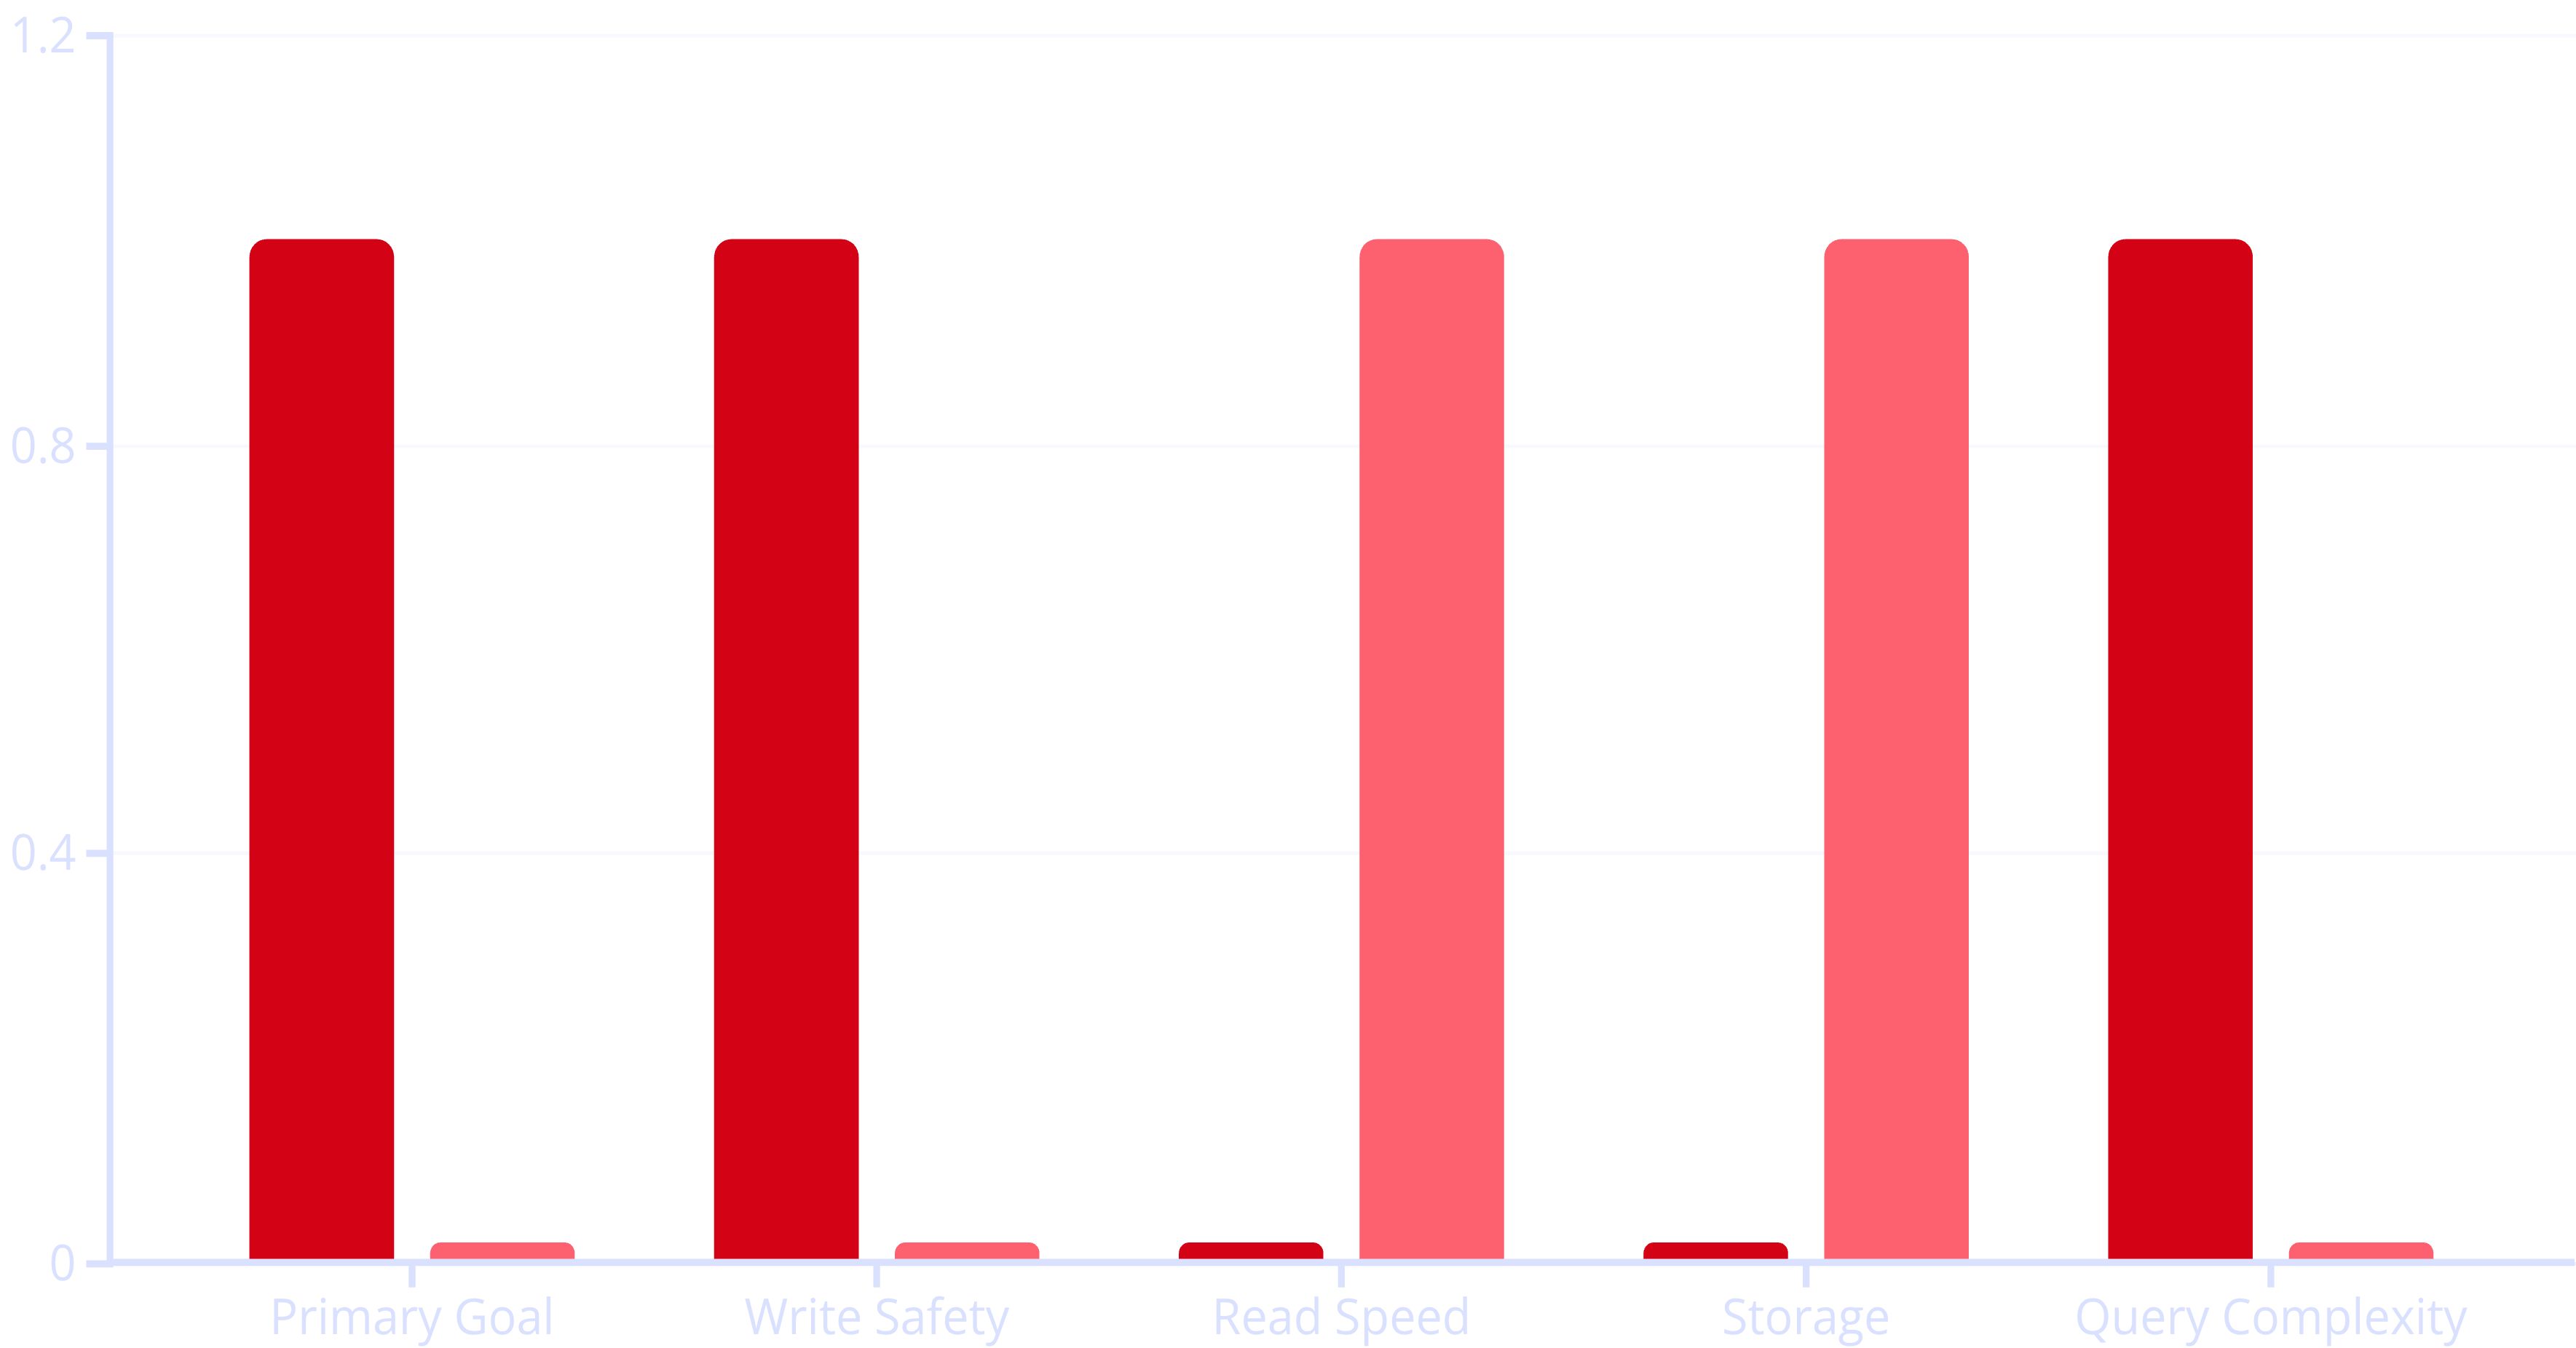 1.2
0.8
0.4
0
Primary Goal
Write Safety
Read Speed
Storage
Query Complexity